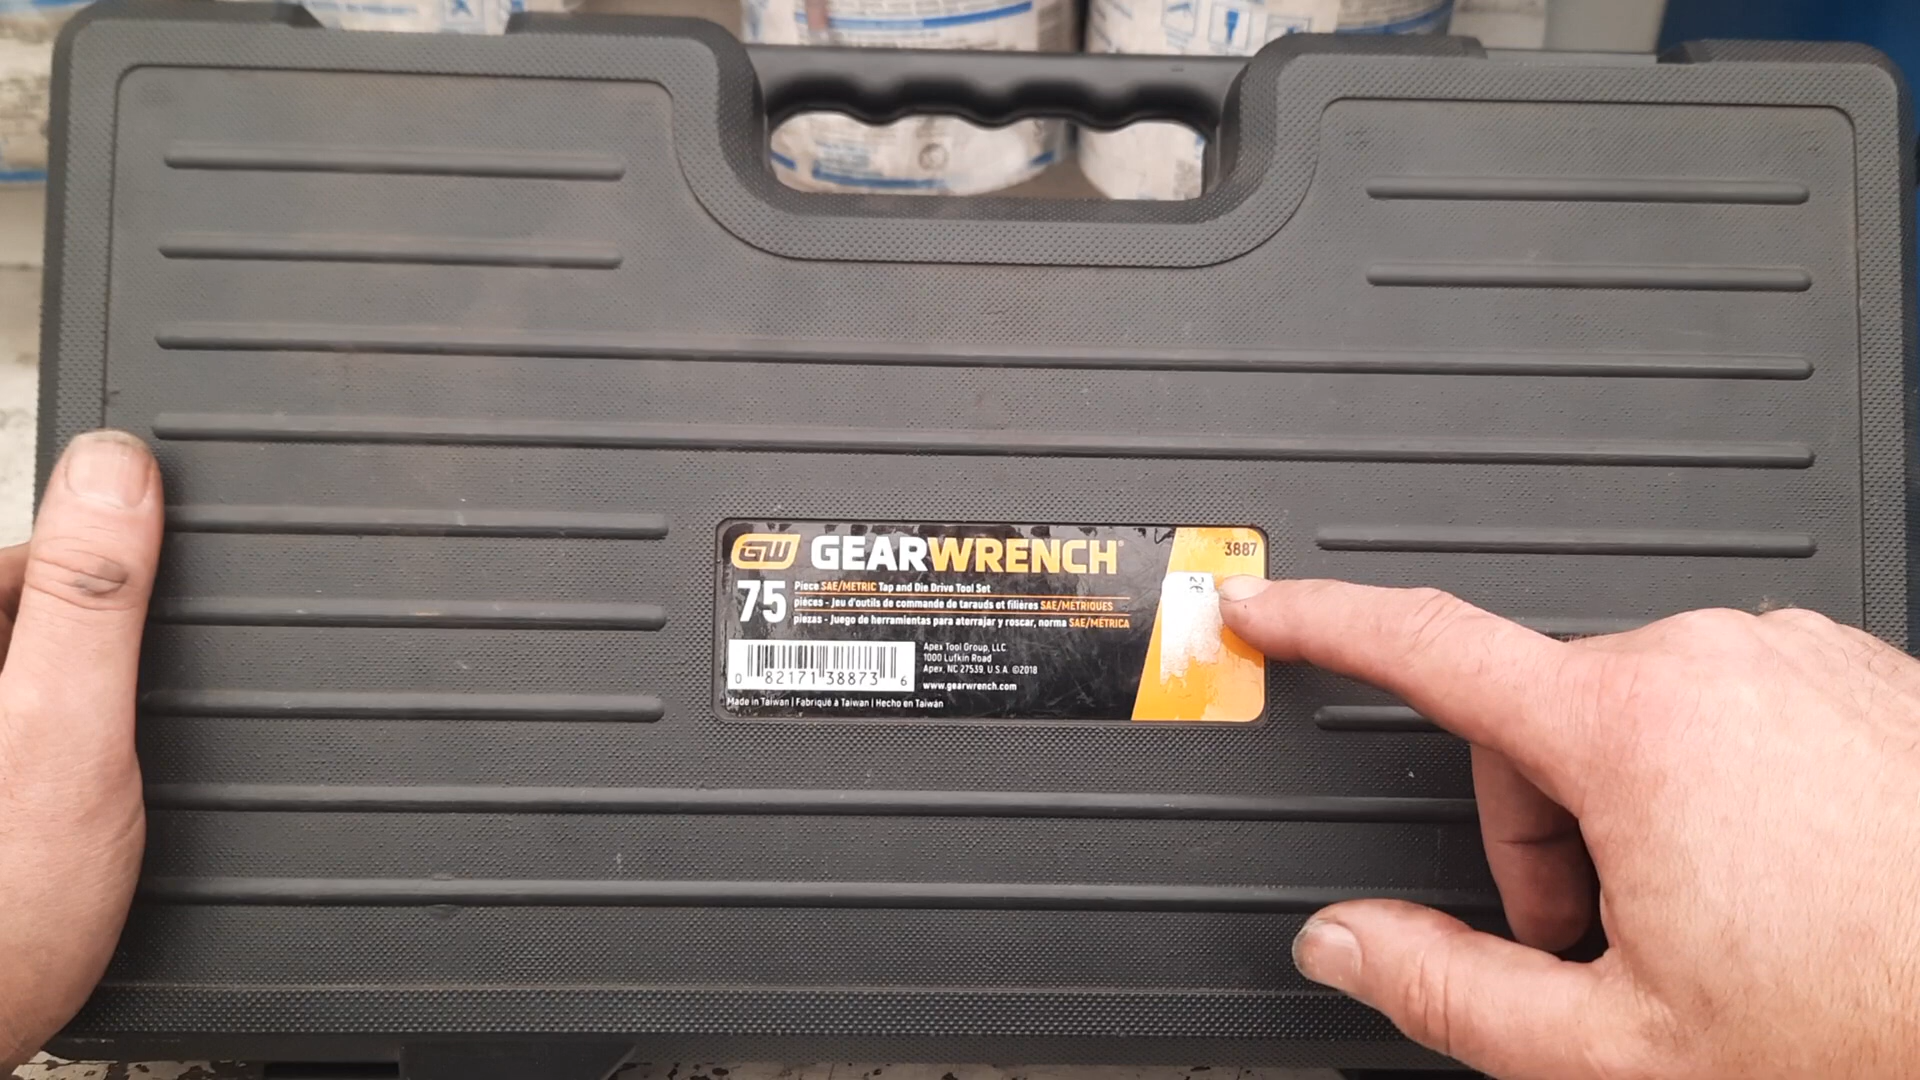 GW GEARWRENCH®
3887
75 Piece SAE/METRIC Tap and Die Drive Tool Set
pièces - Jeu d'outils de commande de tarauds et filières SAE/MÉTRIQUES
piezas - Juego de herramientas para aterrajar y roscar, norma SAE/MÉTRICA
0 82171 38873 6
Apex Tool Group, LLC
1000 Lufkin Road
Apex, NC 27539, U.S.A. ©2018
www.gearwrench.com
Made in Taiwan | Fabriqué à Taiwan | Hecho en Taiwán